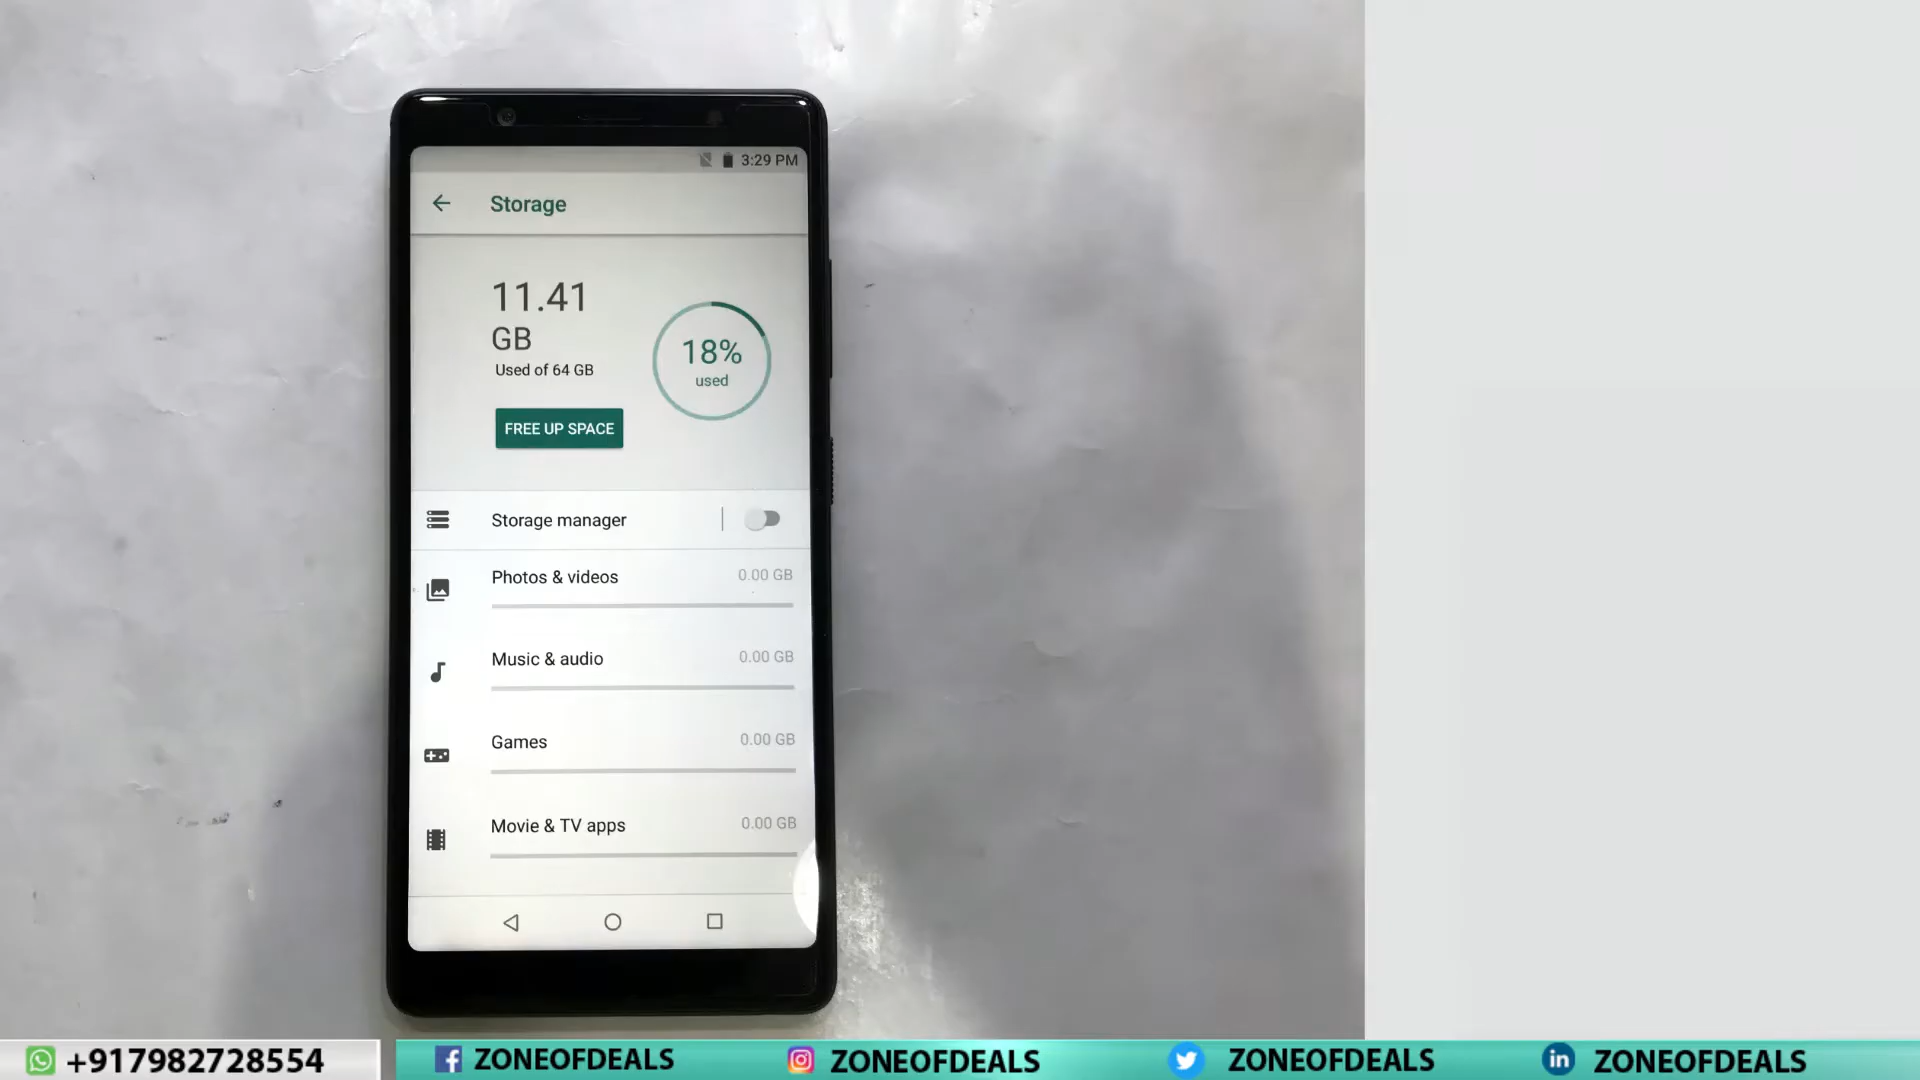 3:29 PM
Storage
11.41
GB
Used of 64 GB
18%
used
FREE UP SPACE
Storage manager
Photos & videos 0.00 GB
Music & audio 0.00 GB
Games 0.00 GB
Movie & TV apps 0.00 GB
+917982728554 ZONEOFDEALS ZONEOFDEALS ZONEOFDEALS ZONEOFDEALS